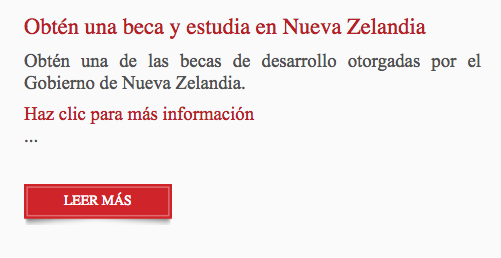 Obtén una beca y estudia en Nueva Zelandia
Obtén una de las becas de desarrollo otorgadas por el
Gobierno de Nueva Zelandia.
Haz clic para más información
...
LEER MÁS